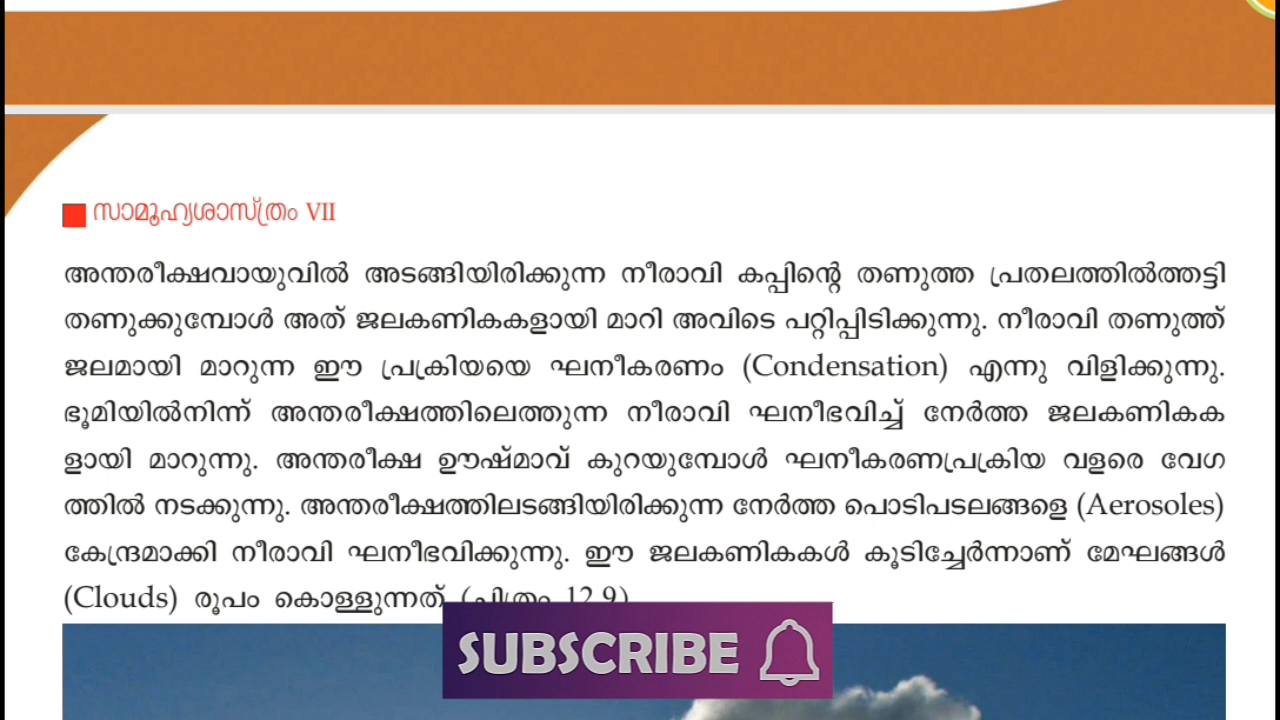 സാമൂഹ്യശാസ്ത്രം VII
അന്തരീക്ഷവായുവിൽ അടങ്ങിയിരിക്കുന്ന നീരാവി കപ്പിന്റെ തണുത്ത പ്രതലത്തിൽത്തട്ടി
തണുക്കുമ്പോൾ അത് ജലകണികകളായി മാറി അവിടെ പറ്റിപ്പിടിക്കുന്നു. നീരാവി തണുത്ത്
ജലമായി മാറുന്ന ഈ പ്രക്രിയയെ ഘനീകരണം (Condensation) എന്നു വിളിക്കുന്നു.
ഭൂമിയിൽനിന്ന് അന്തരീക്ഷത്തിലെത്തുന്ന നീരാവി ഘനീഭവിച്ച് നേർത്ത ജലകണികക
ളായി മാറുന്നു. അന്തരീക്ഷ ഊഷ്മാവ് കുറയുമ്പോൾ ഘനീകരണപ്രക്രിയ വളരെ വേഗ
ത്തിൽ നടക്കുന്നു. അന്തരീക്ഷത്തിലടങ്ങിയിരിക്കുന്ന നേർത്ത പൊടിപടലങ്ങളെ (Aerosoles)
കേന്ദ്രമാക്കി നീരാവി ഘനീഭവിക്കുന്നു. ഈ ജലകണികകൾ കൂടിച്ചേർന്നാണ് മേഘങ്ങൾ
(Clouds) രൂപം കൊള്ളുന്നത് (ചിത്രം 12.9)
SUBSCRIBE